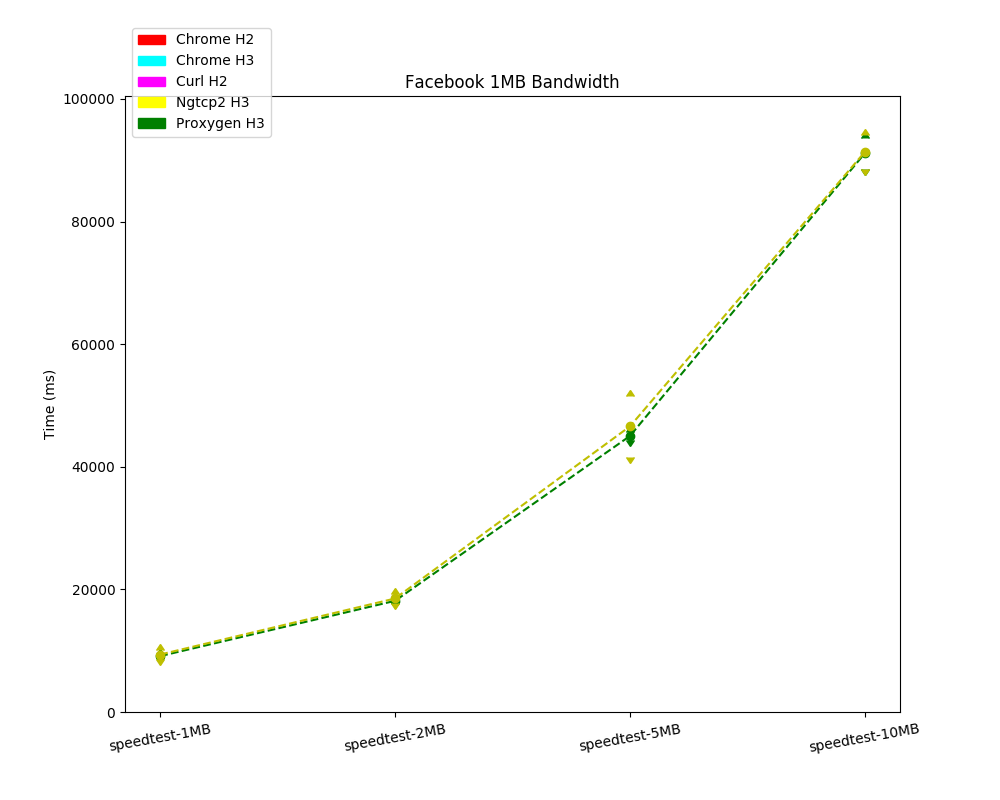 Chrome H2
Chrome H3
Curl H2
Ngtcp2 H3
Proxygen H3
Facebook 1MB Bandwidth
100000
80000
60000
40000
20000
0
Time (ms)
speedtest-1MB
speedtest-2MB
speedtest-5MB
speedtest-10MB